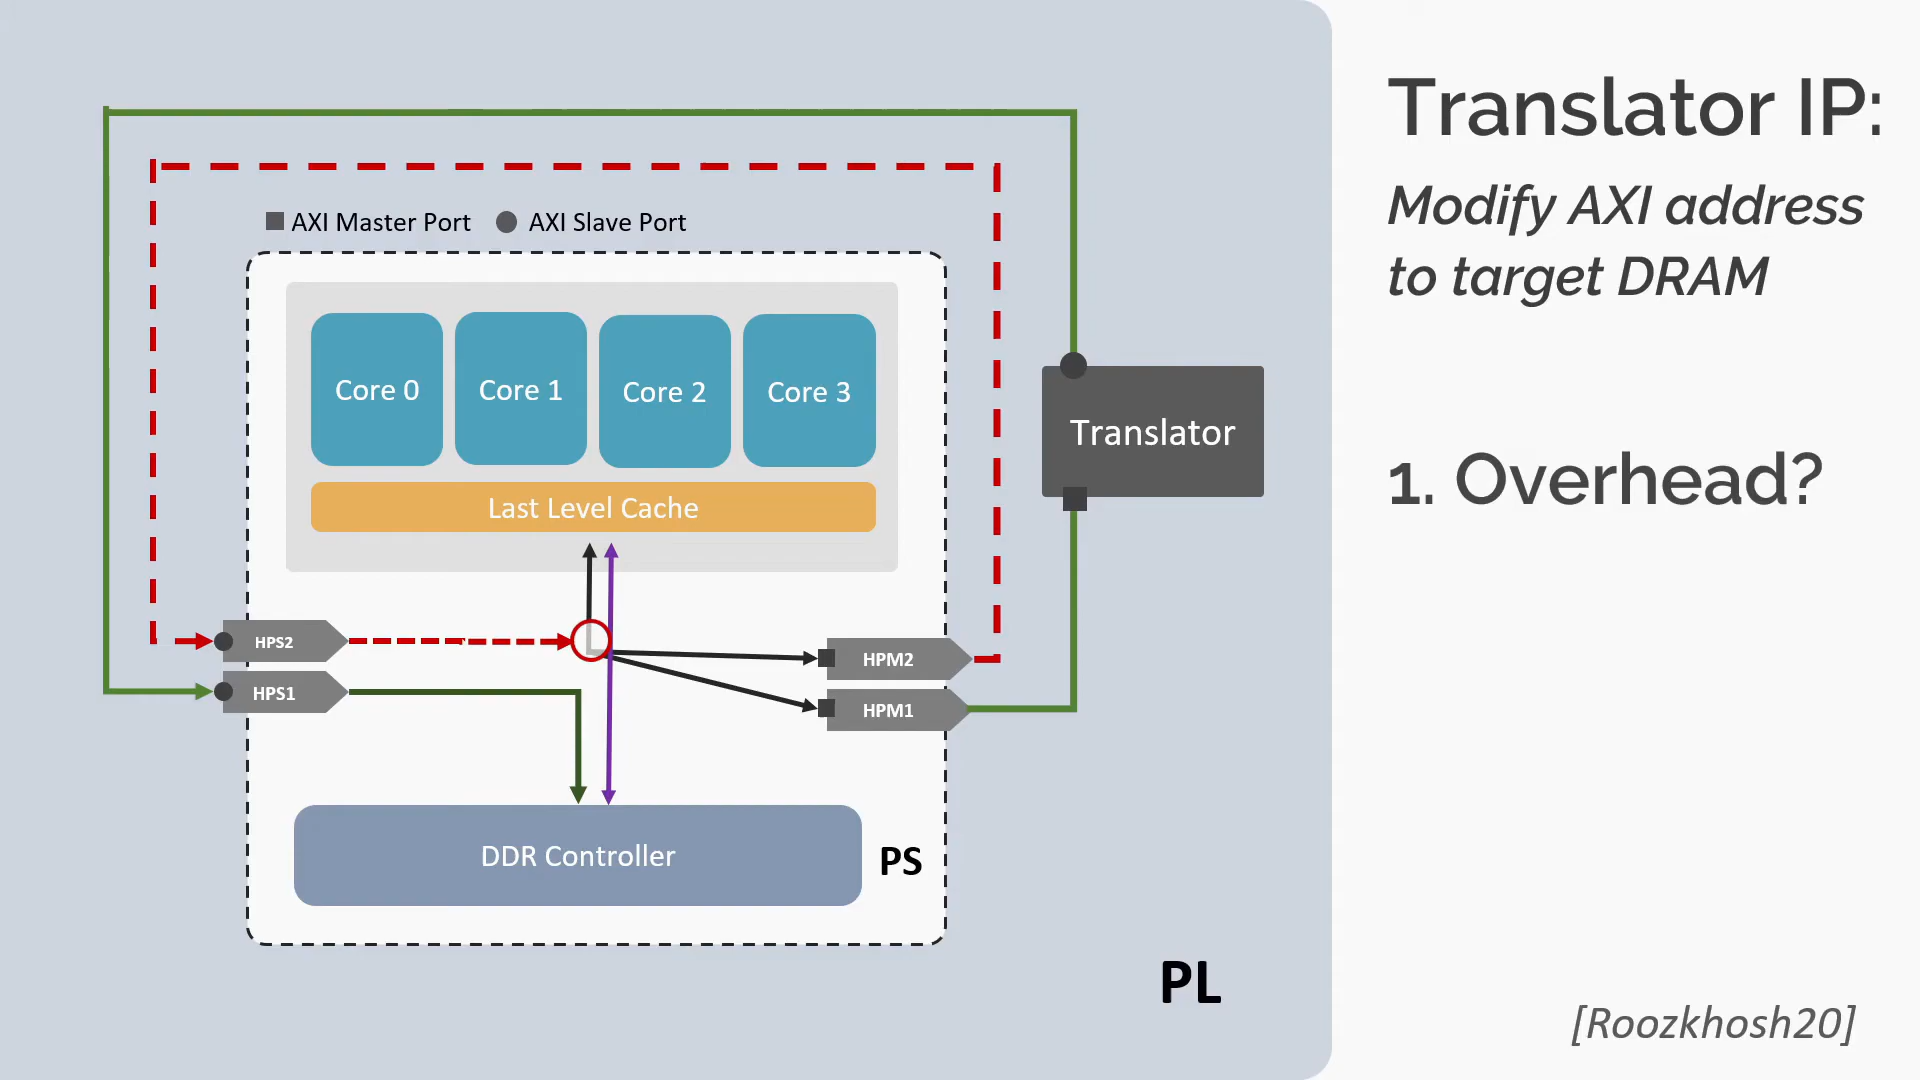 Translator IP:
Modify AXI address
to target DRAM
1. Overhead?
AXI Master Port
AXI Slave Port
Core 0
Core 1
Core 2
Core 3
Last Level Cache
Translator
HPS2
HPS1
HPM2
HPM1
DDR Controller
PS
PL
[Roozkhosh20]